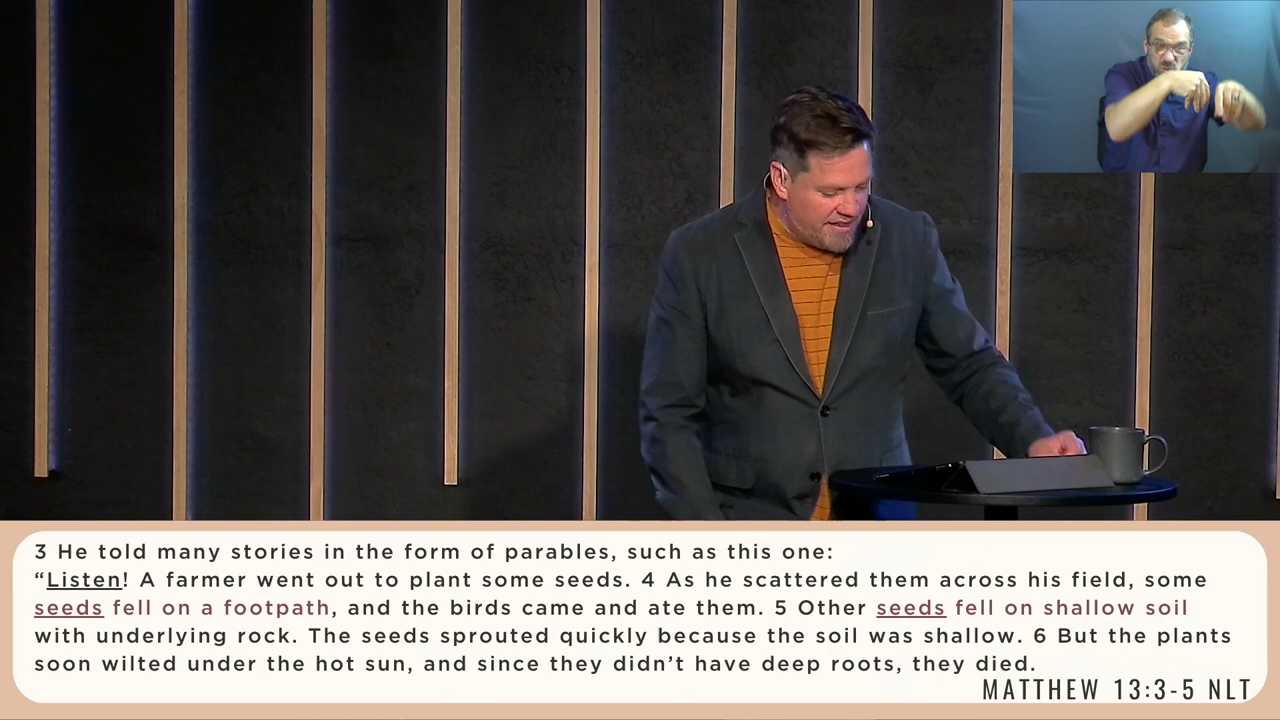 3 He told many stories in the form of parables, such as this one:
“Listen! A farmer went out to plant some seeds. 4 As he scattered them across his field, some
seeds fell on a footpath, and the birds came and ate them. 5 Other seeds fell on shallow soil
with underlying rock. The seeds sprouted quickly because the soil was shallow. 6 But the plants
soon wilted under the hot sun, and since they didn’t have deep roots, they died.
MATTHEW 13:3-5 NLT